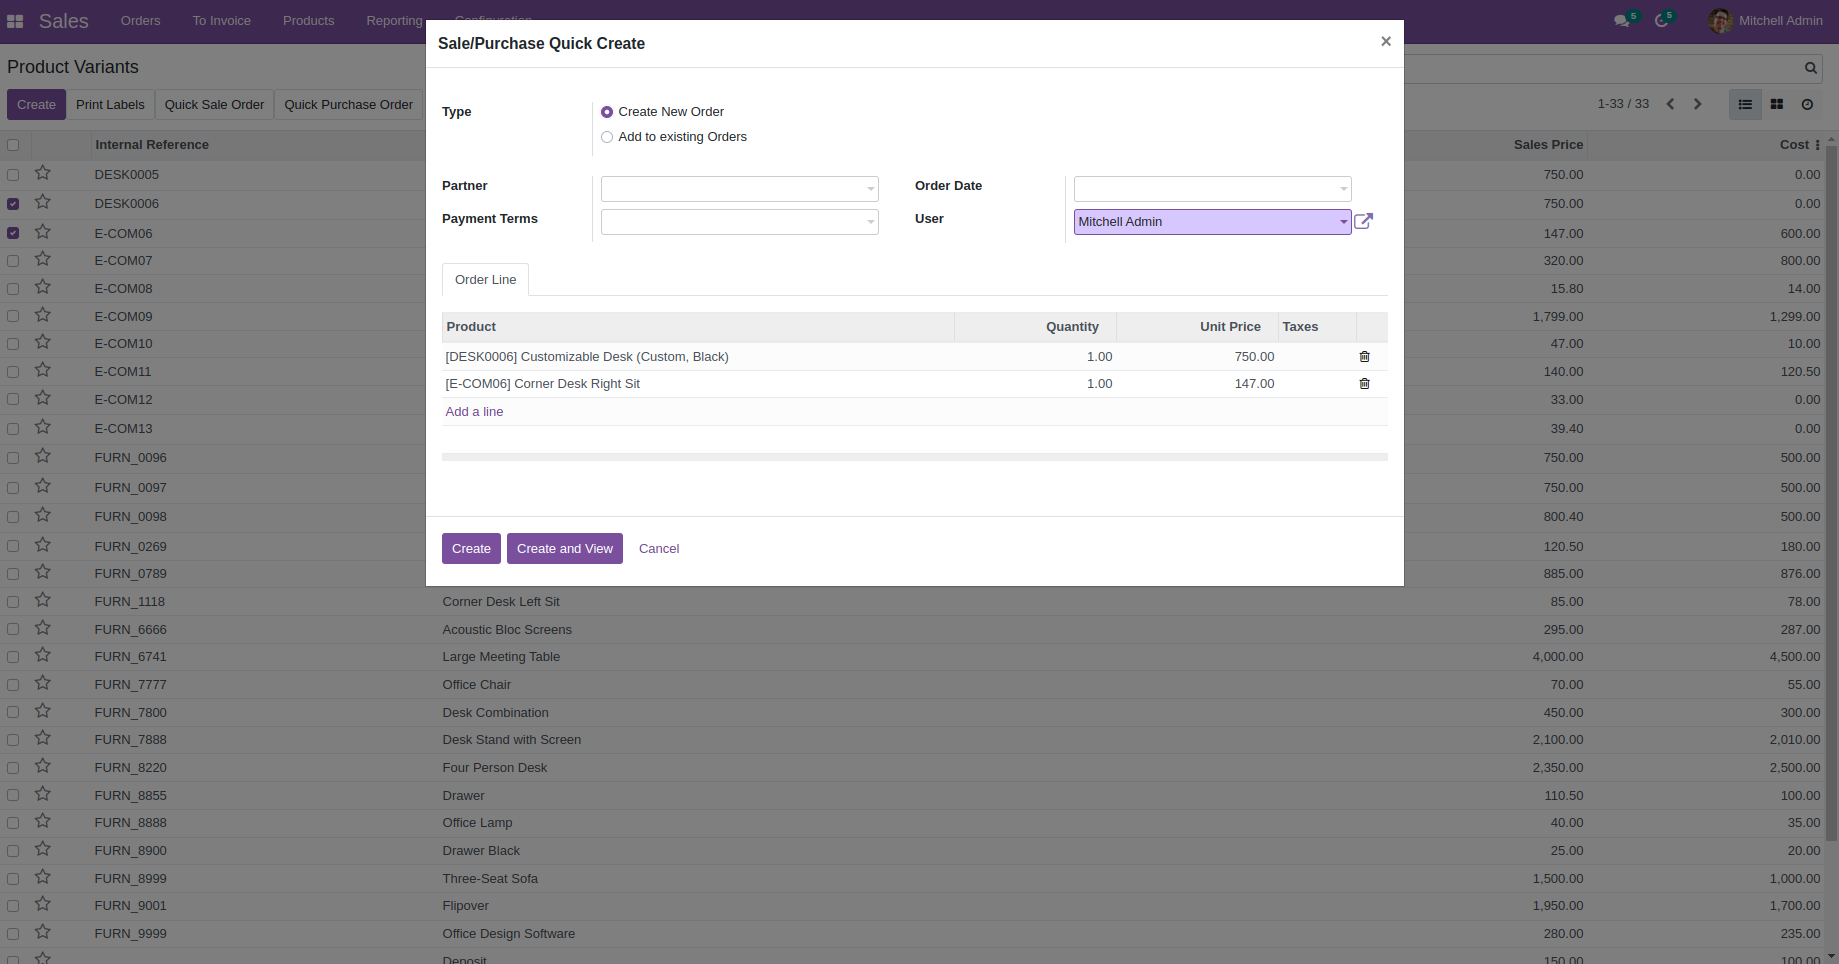 Sales Orders To Invoice Products Reporting Configuration 5 5 Mitchell Admin
Product Variants
Create Print Labels Quick Sale Order Quick Purchase Order 1-33 / 33
Sale/Purchase Quick Create ×
Type Create New Order
Add to existing Orders
Partner Order Date
Payment Terms User Mitchell Admin
Order Line
Product Quantity Unit Price Taxes
[DESK0006] Customizable Desk (Custom, Black) 1.00 750.00
[E-COM06] Corner Desk Right Sit 1.00 147.00
Add a line
Create Create and View Cancel
Internal Reference Sales Price Cost
DESK0005 750.00 0.00
DESK0006 750.00 0.00
E-COM06 147.00 600.00
E-COM07 320.00 800.00
E-COM08 15.80 14.00
E-COM09 1,799.00 1,299.00
E-COM10 47.00 10.00
E-COM11 140.00 120.50
E-COM12 33.00 0.00
E-COM13 39.40 0.00
FURN_0096 750.00 500.00
FURN_0097 750.00 500.00
FURN_0098 800.40 500.00
FURN_0269 120.50 180.00
FURN_0789 885.00 876.00
FURN_1118 Corner Desk Left Sit 85.00 78.00
FURN_6666 Acoustic Bloc Screens 295.00 287.00
FURN_6741 Large Meeting Table 4,000.00 4,500.00
FURN_7777 Office Chair 70.00 55.00
FURN_7800 Desk Combination 450.00 300.00
FURN_7888 Desk Stand with Screen 2,100.00 2,010.00
FURN_8220 Four Person Desk 2,350.00 2,500.00
FURN_8855 Drawer 110.50 100.00
FURN_8888 Office Lamp 40.00 35.00
FURN_8900 Drawer Black 25.00 20.00
FURN_8999 Three-Seat Sofa 1,500.00 1,000.00
FURN_9001 Flipover 1,950.00 1,700.00
FURN_9999 Office Design Software 280.00 235.00
Deposit 150.00 100.00